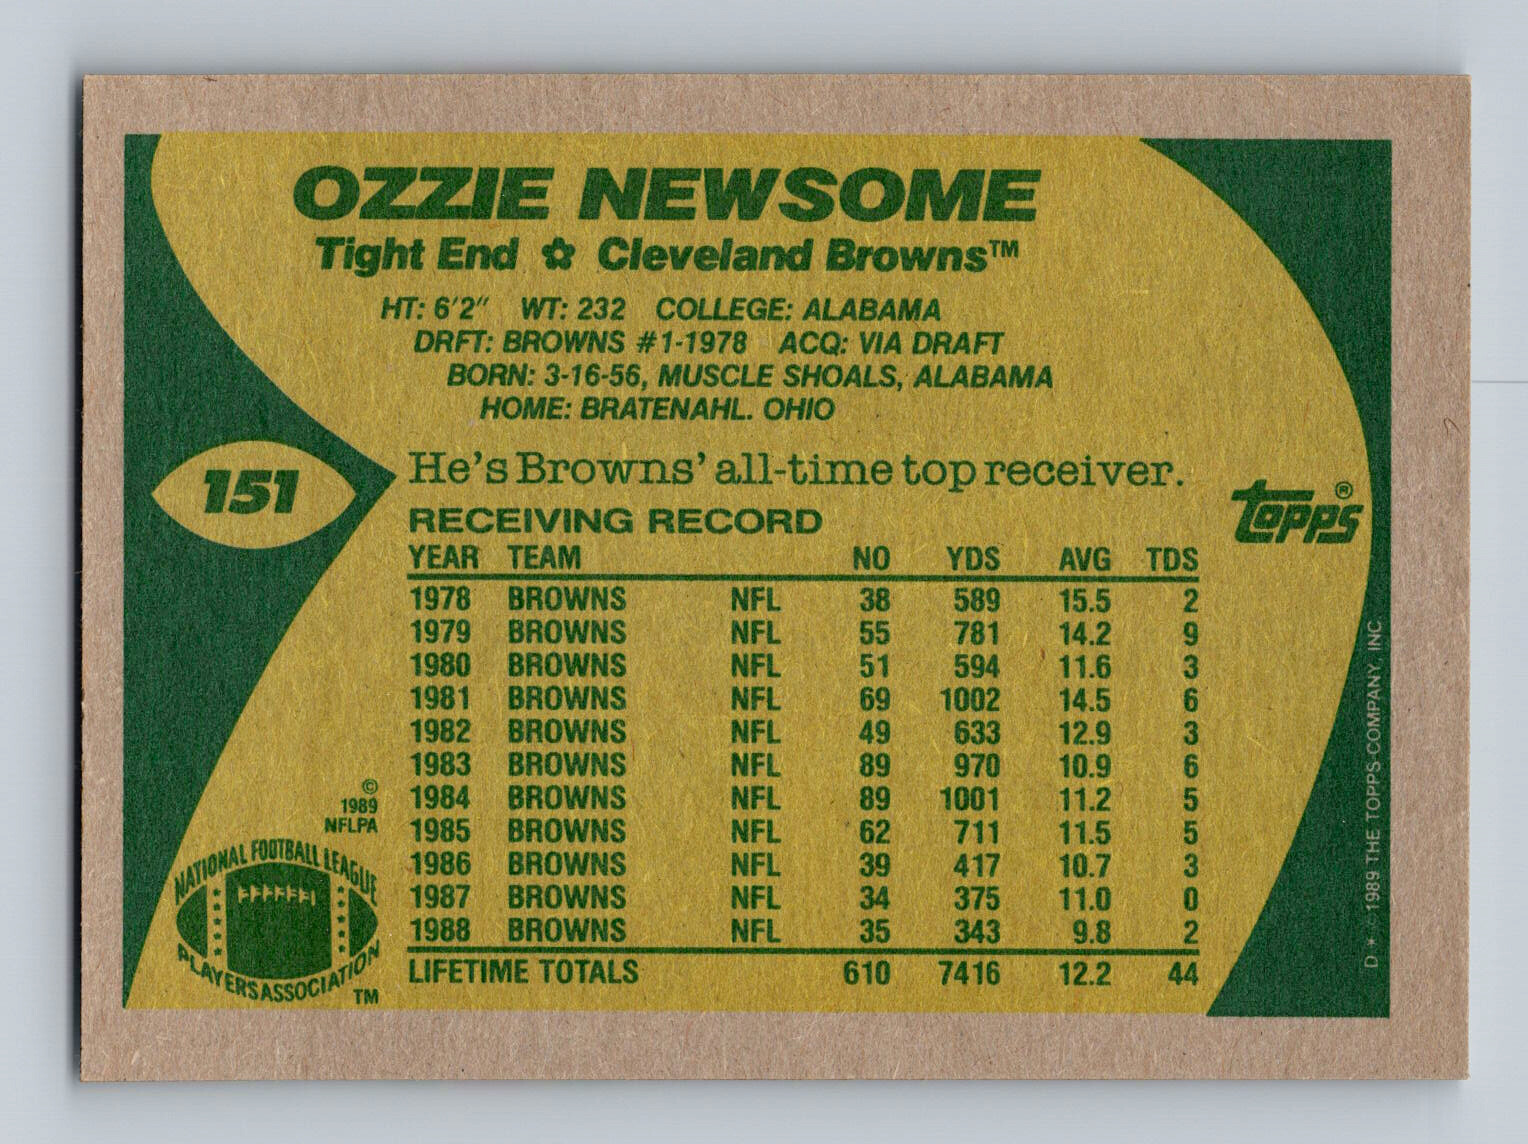 OZZIE NEWSOME
Tight End ✿ Cleveland Browns™
HT: 6'2" WT: 232 COLLEGE: ALABAMA
DRFT: BROWNS #1-1978 ACQ: VIA DRAFT
BORN: 3-16-56, MUSCLE SHOALS, ALABAMA
HOME: BRATENAHL. OHIO
151
He's Browns' all-time top receiver.
topps®
RECEIVING RECORD
YEAR TEAM NO YDS AVG TDS
1978 BROWNS NFL 38 589 15.5 2
1979 BROWNS NFL 55 781 14.2 9
1980 BROWNS NFL 51 594 11.6 3
1981 BROWNS NFL 69 1002 14.5 6
1982 BROWNS NFL 49 633 12.9 3
1983 BROWNS NFL 89 970 10.9 6
1984 BROWNS NFL 89 1001 11.2 5
1985 BROWNS NFL 62 711 11.5 5
1986 BROWNS NFL 39 417 10.7 3
1987 BROWNS NFL 34 375 11.0 0
1988 BROWNS NFL 35 343 9.8 2
LIFETIME TOTALS 610 7416 12.2 44
©
1989
NFLPA
NATIONAL FOOTBALL LEAGUE
PLAYERS ASSOCIATION
TM
D * * 1989 THE TOPPS COMPANY, INC.